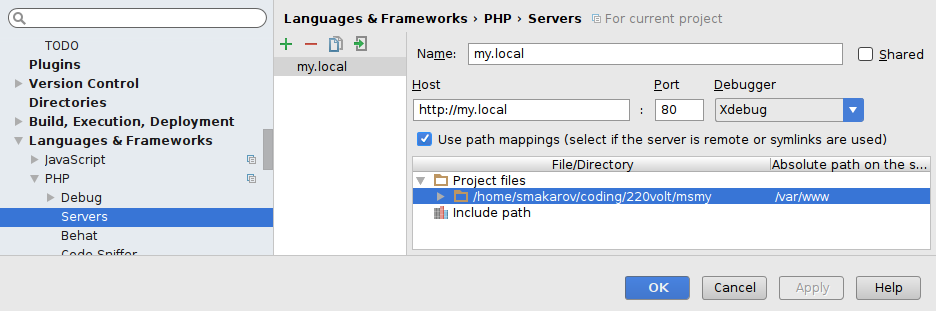 TODO
Plugins
Version Control
Directories
Build, Execution, Deployment
Languages & Frameworks
JavaScript
PHP
Debug
Servers
Behat
Code Sniffer
Languages & Frameworks › PHP › Servers For current project
my.local
Name: my.local Shared
Host Port Debugger
http://my.local : 80 Xdebug
Use path mappings (select if the server is remote or symlinks are used)
File/Directory Absolute path on the s...
Project files
/home/smakarov/coding/220volt/msmy /var/www
Include path
OK Cancel Apply Help